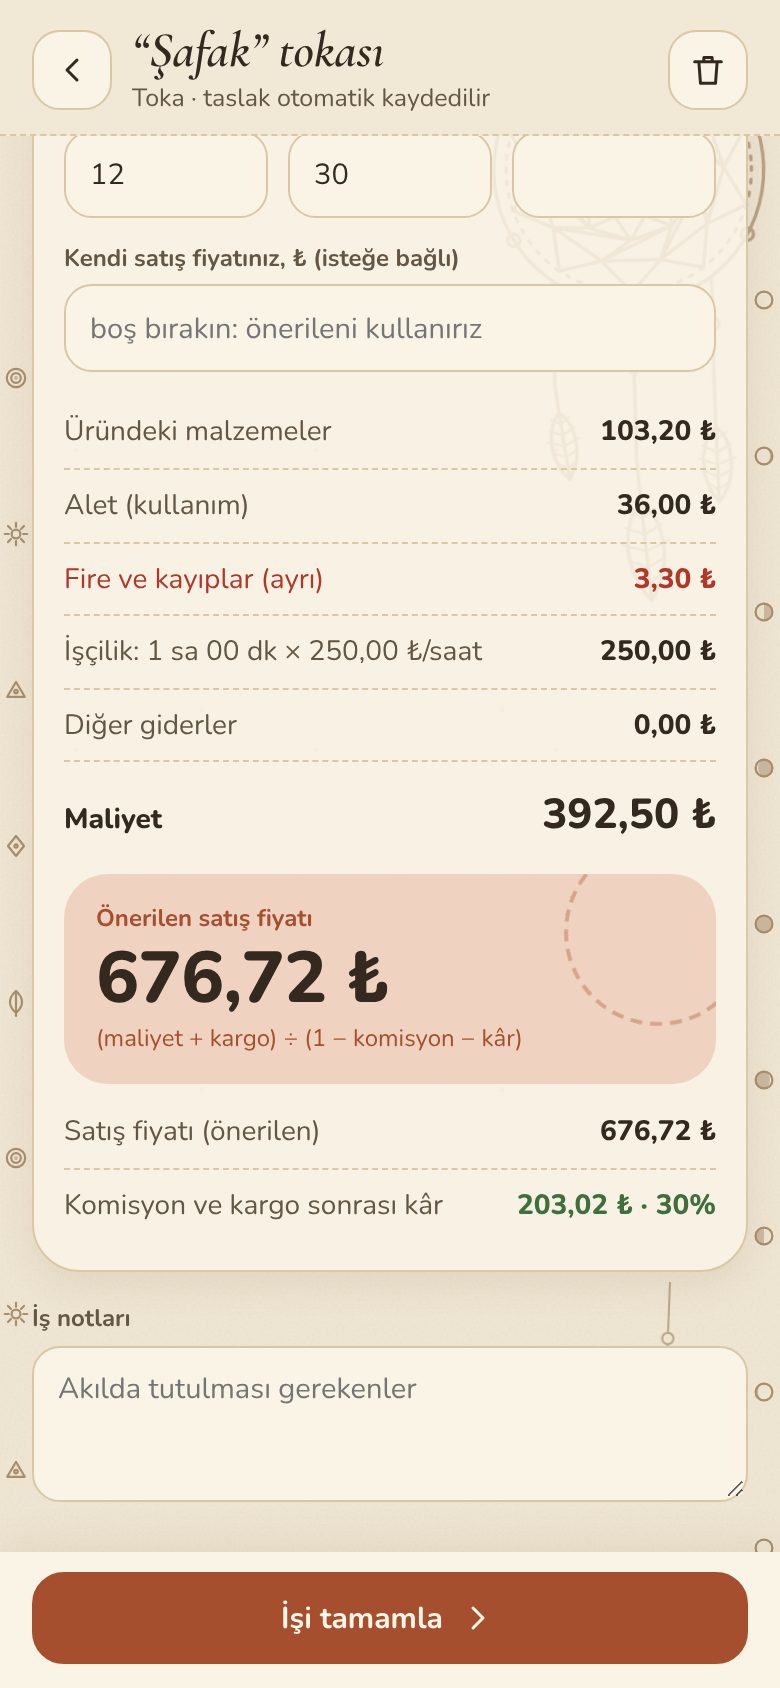 “Şafak” tokası
Toka · taslak otomatik kaydedilir
12 30
Kendi satış fiyatınız, ₺ (isteğe bağlı)
boş bırakın: önerileni kullanırız
Üründeki malzemeler 103,20 ₺
Alet (kullanım) 36,00 ₺
Fire ve kayıplar (ayrı) 3,30 ₺
İşçilik: 1 sa 00 dk × 250,00 ₺/saat 250,00 ₺
Diğer giderler 0,00 ₺
Maliyet 392,50 ₺
Önerilen satış fiyatı
676,72 ₺
(maliyet + kargo) ÷ (1 − komisyon − kâr)
Satış fiyatı (önerilen) 676,72 ₺
Komisyon ve kargo sonrası kâr 203,02 ₺ · 30%
İş notları
Akılda tutulması gerekenler
İşi tamamla